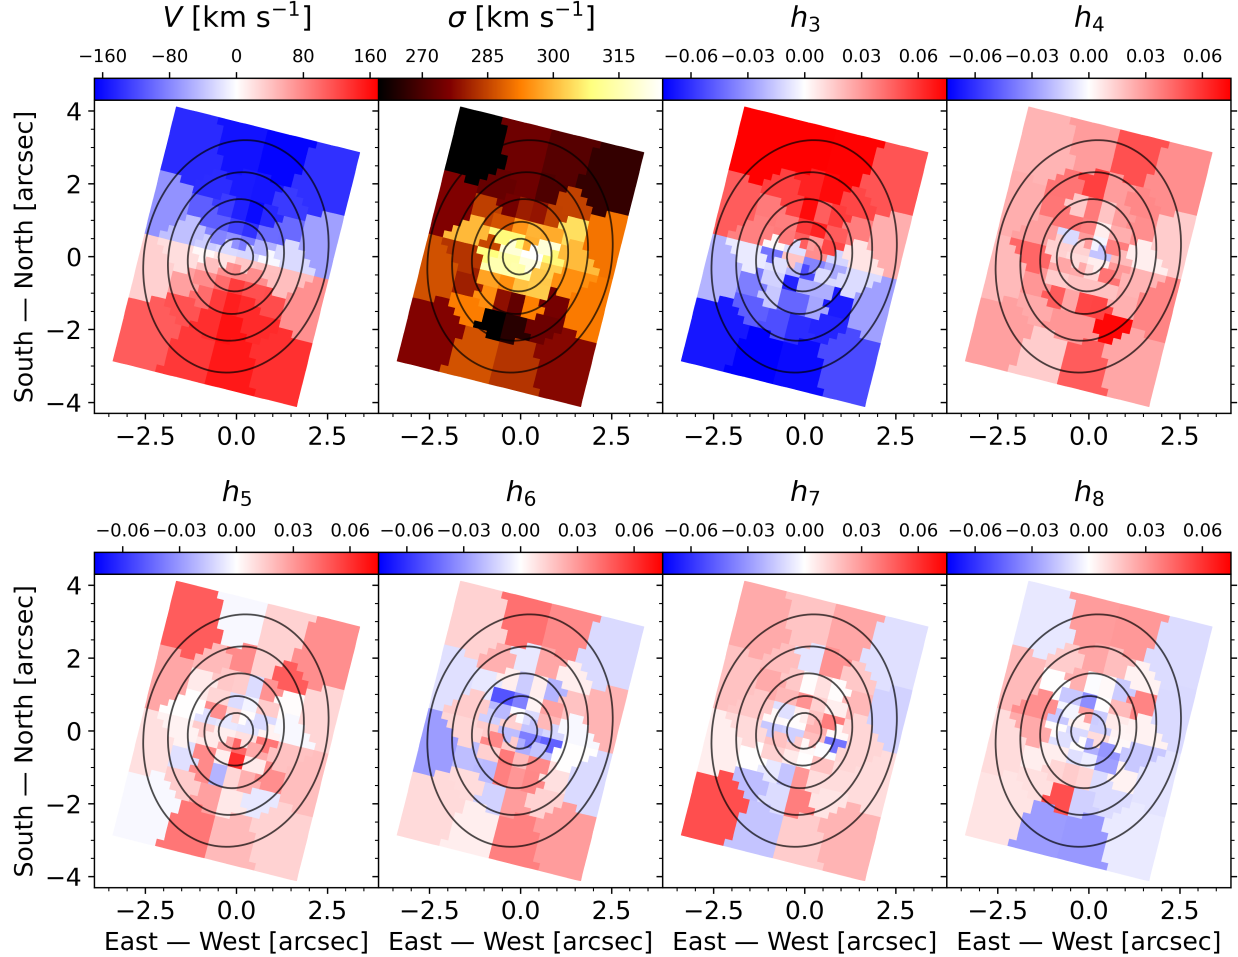 V [km s⁻¹] σ [km s⁻¹] h₃ h₄
−160 −80 0 80 160 270 285 300 315 −0.06 −0.03 0.00 0.03 0.06 −0.06 −0.03 0.00 0.03 0.06
4
2
0
−2
−4
South — North [arcsec]
−2.5 0.0 2.5 −2.5 0.0 2.5 −2.5 0.0 2.5 −2.5 0.0 2.5
h₅ h₆ h₇ h₈
−0.06 −0.03 0.00 0.03 0.06 −0.06 −0.03 0.00 0.03 0.06 −0.06 −0.03 0.00 0.03 0.06 −0.06 −0.03 0.00 0.03 0.06
4
2
0
−2
−4
South — North [arcsec]
−2.5 0.0 2.5 −2.5 0.0 2.5 −2.5 0.0 2.5 −2.5 0.0 2.5
East — West [arcsec] East — West [arcsec] East — West [arcsec] East — West [arcsec]